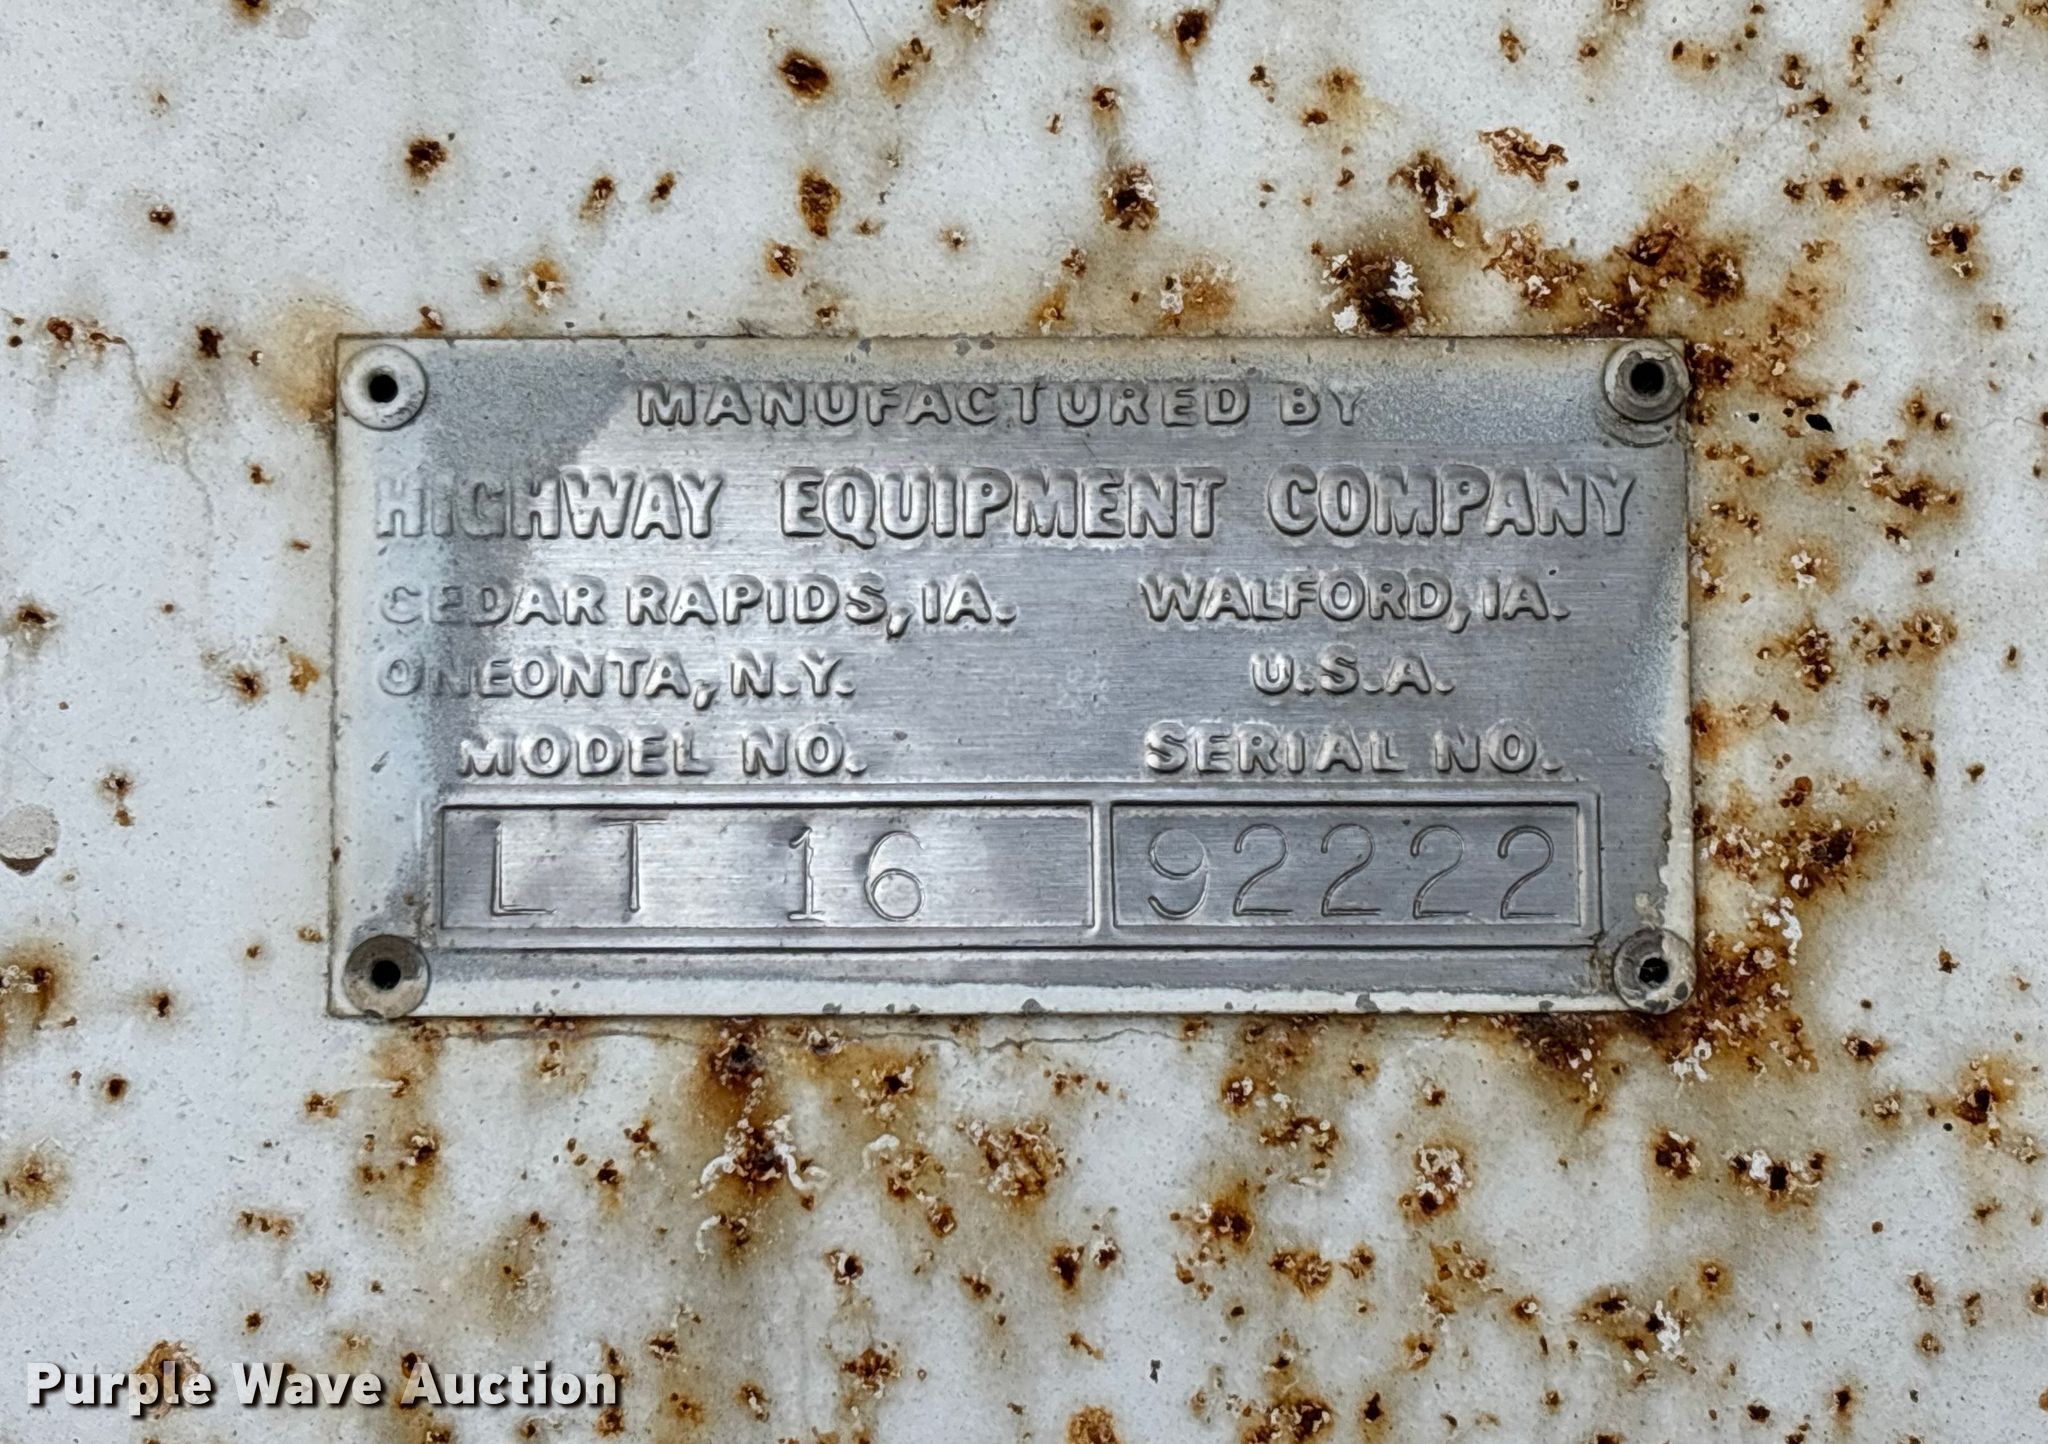 MANUFACTURED BY
HIGHWAY EQUIPMENT COMPANY
CEDAR RAPIDS, IA. WALFORD, IA.
ONEONTA, N.Y. U.S.A.
MODEL NO. SERIAL NO.
LT 16 92222
Purple Wave Auction